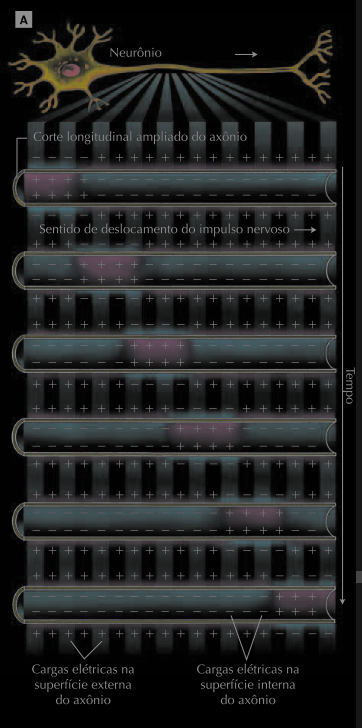 A
Neurônio
Corte longitudinal ampliado do axônio
Sentido de deslocamento do impulso nervoso
Tempo
Cargas elétricas na
superfície externa
do axônio
Cargas elétricas na
superfície interna
do axônio